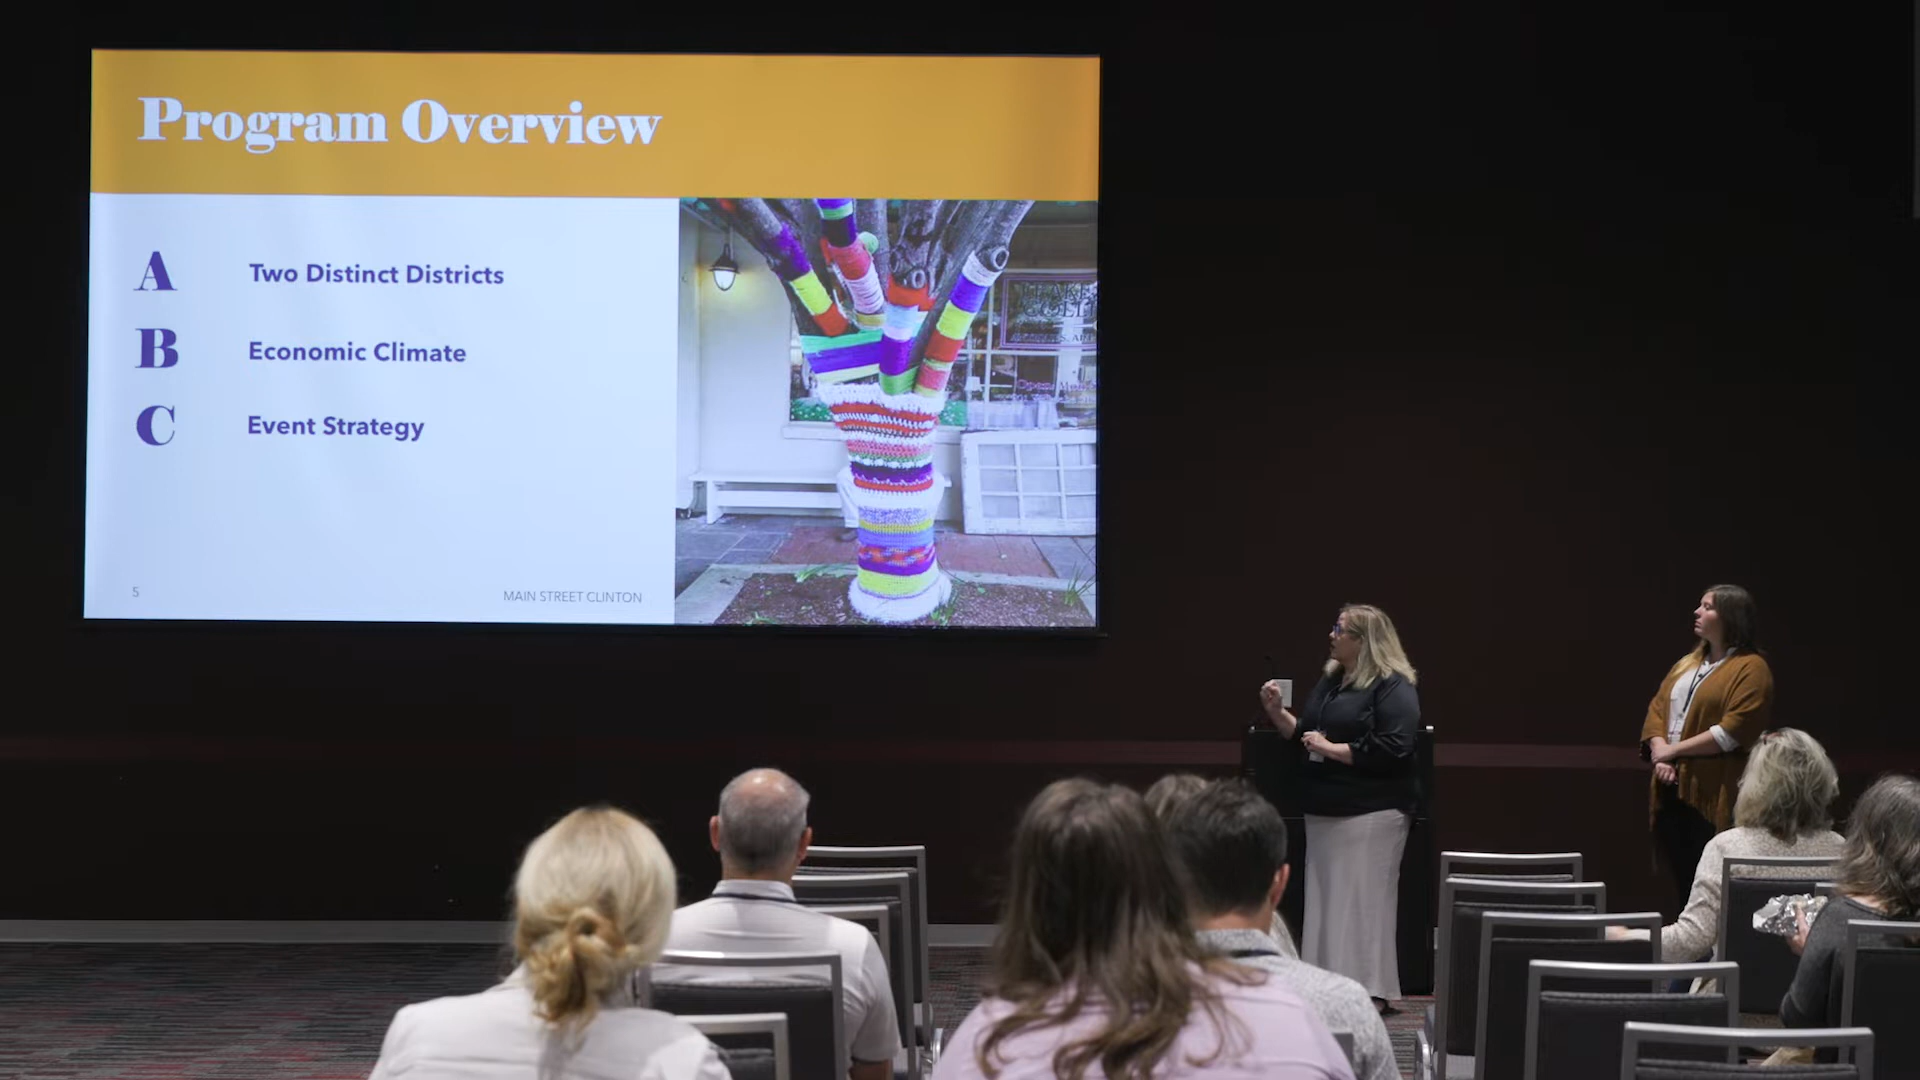 Program Overview
A Two Distinct Districts
B Economic Climate
C Event Strategy
5 MAIN STREET CLINTON